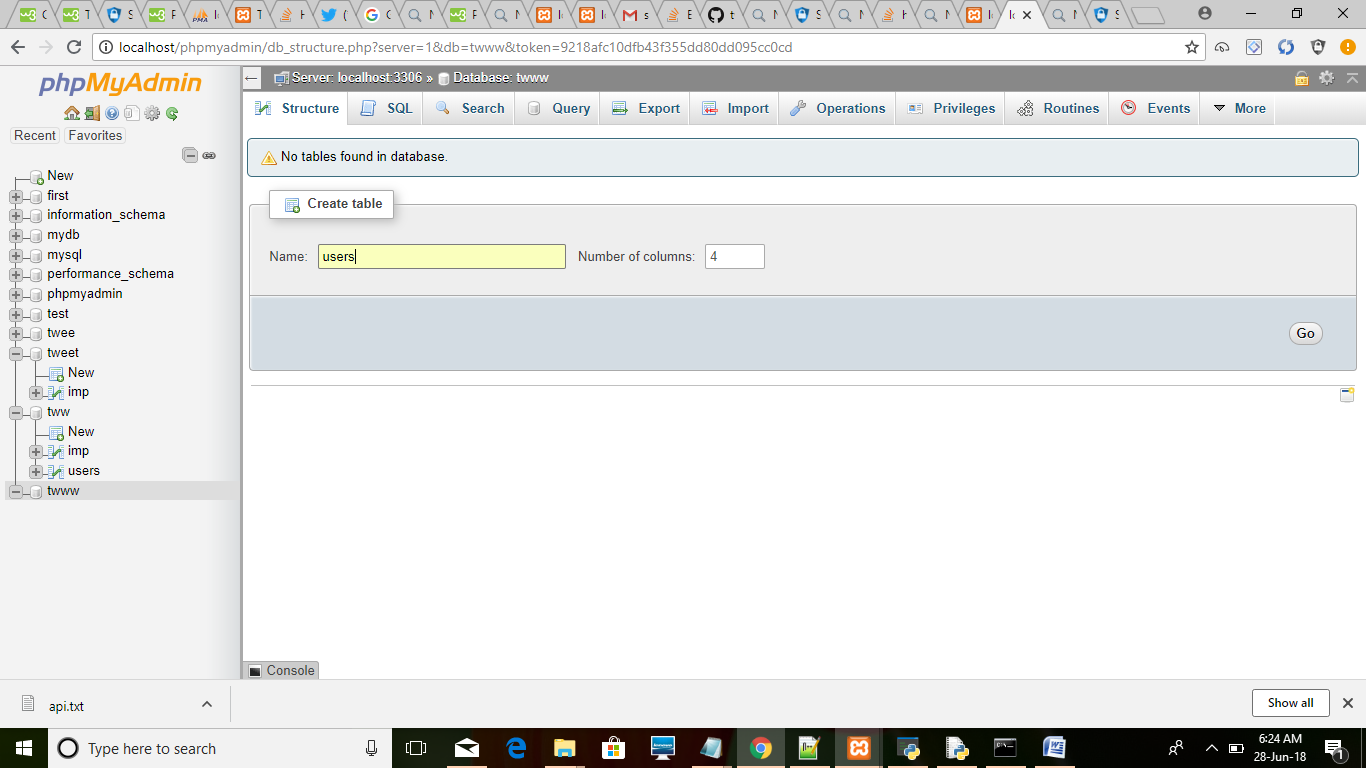 localhost/phpmyadmin/db_structure.php?server=1&db=twww&token=9218afc10dfb43f355dd80dd095cc0cd
phpMyAdmin
Recent Favorites
New
first
information_schema
mydb
mysql
performance_schema
phpmyadmin
test
twee
tweet
New
imp
tww
New
imp
users
twww
Server: localhost:3306 » Database: twww
Structure SQL Search Query Export Import Operations Privileges Routines Events More
No tables found in database.
Create table
Name: users Number of columns: 4
Go
Console
api.txt Show all
Type here to search
6:24 AM
28-Jun-18
1